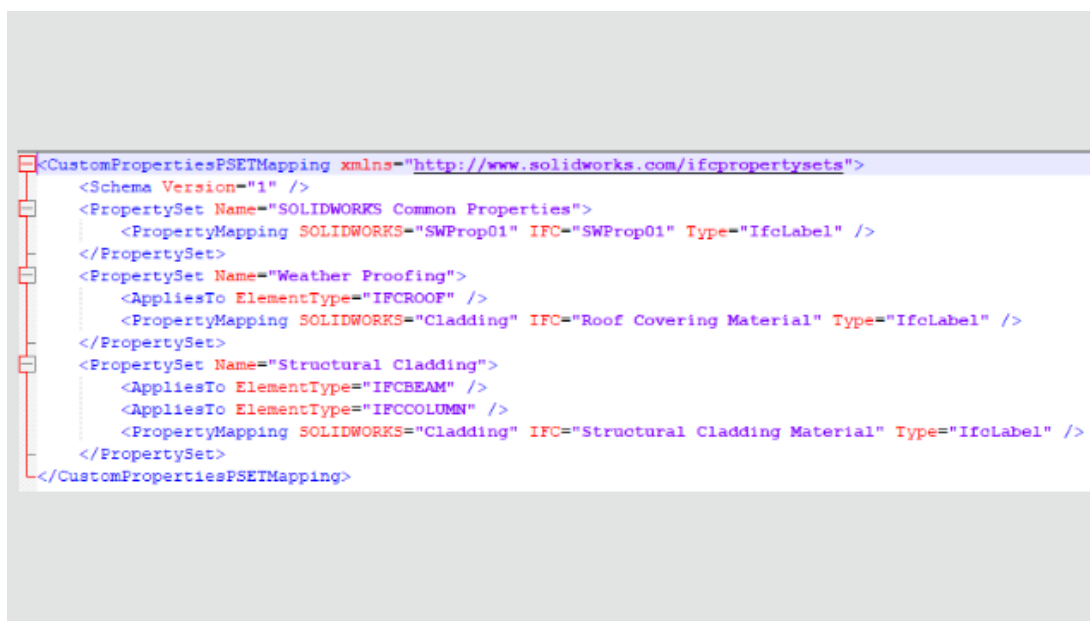 <CustomPropertiesPSETMapping xmlns="http://www.solidworks.com/ifcpropertysets">
<Schema Version="1" />
<PropertySet Name="SOLIDWORKS Common Properties">
<PropertyMapping SOLIDWORKS="SWProp01" IFC="SWProp01" Type="IfcLabel" />
</PropertySet>
<PropertySet Name="Weather Proofing">
<AppliesTo ElementType="IFCROOF" />
<PropertyMapping SOLIDWORKS="Cladding" IFC="Roof Covering Material" Type="IfcLabel" />
</PropertySet>
<PropertySet Name="Structural Cladding">
<AppliesTo ElementType="IFCBEAM" />
<AppliesTo ElementType="IFCCOLUMN" />
<PropertyMapping SOLIDWORKS="Cladding" IFC="Structural Cladding Material" Type="IfcLabel" />
</PropertySet>
</CustomPropertiesPSETMapping>